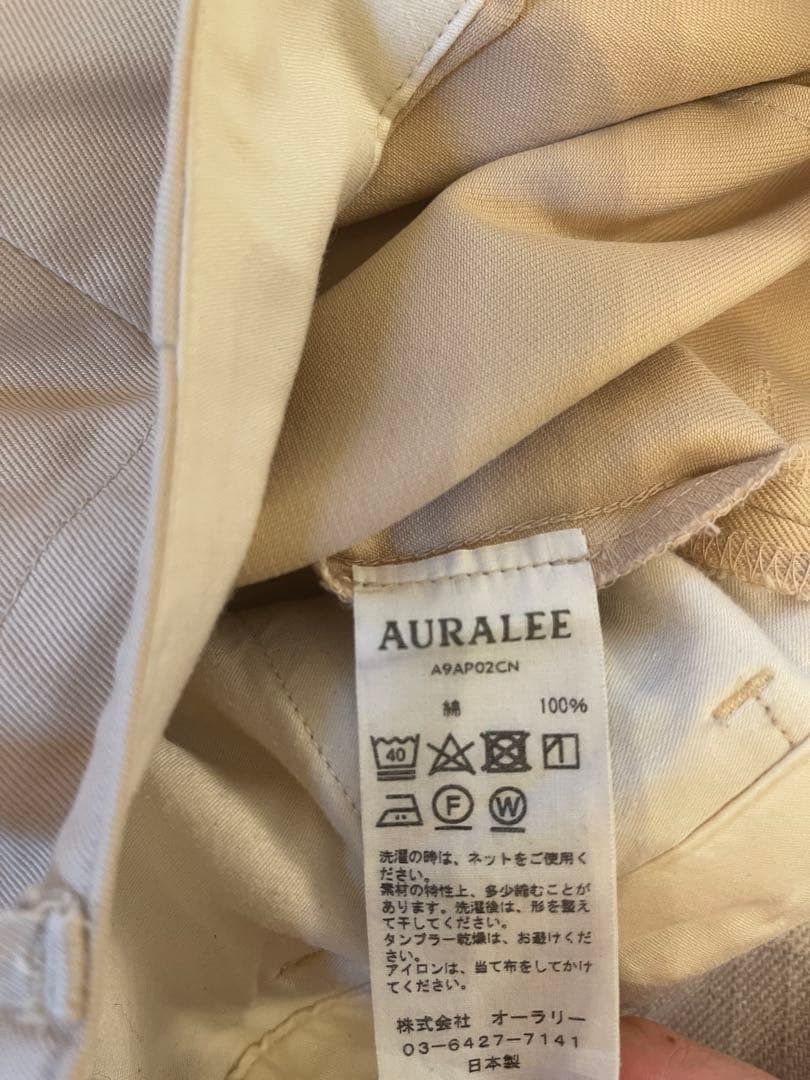 AURALEE
A9AP02CN
綿 100%
40
F W
洗濯の時は、ネットをご使用く
ださい。
素材の特性上、多少縮むことが
あります。洗濯後は、形を整え
て干してください。
タンブラー乾燥は、お避けくだ
さい。
アイロンは、当て布をしてかけ
てください。
株式会社 オーラリー
03-6427-7141
日本製